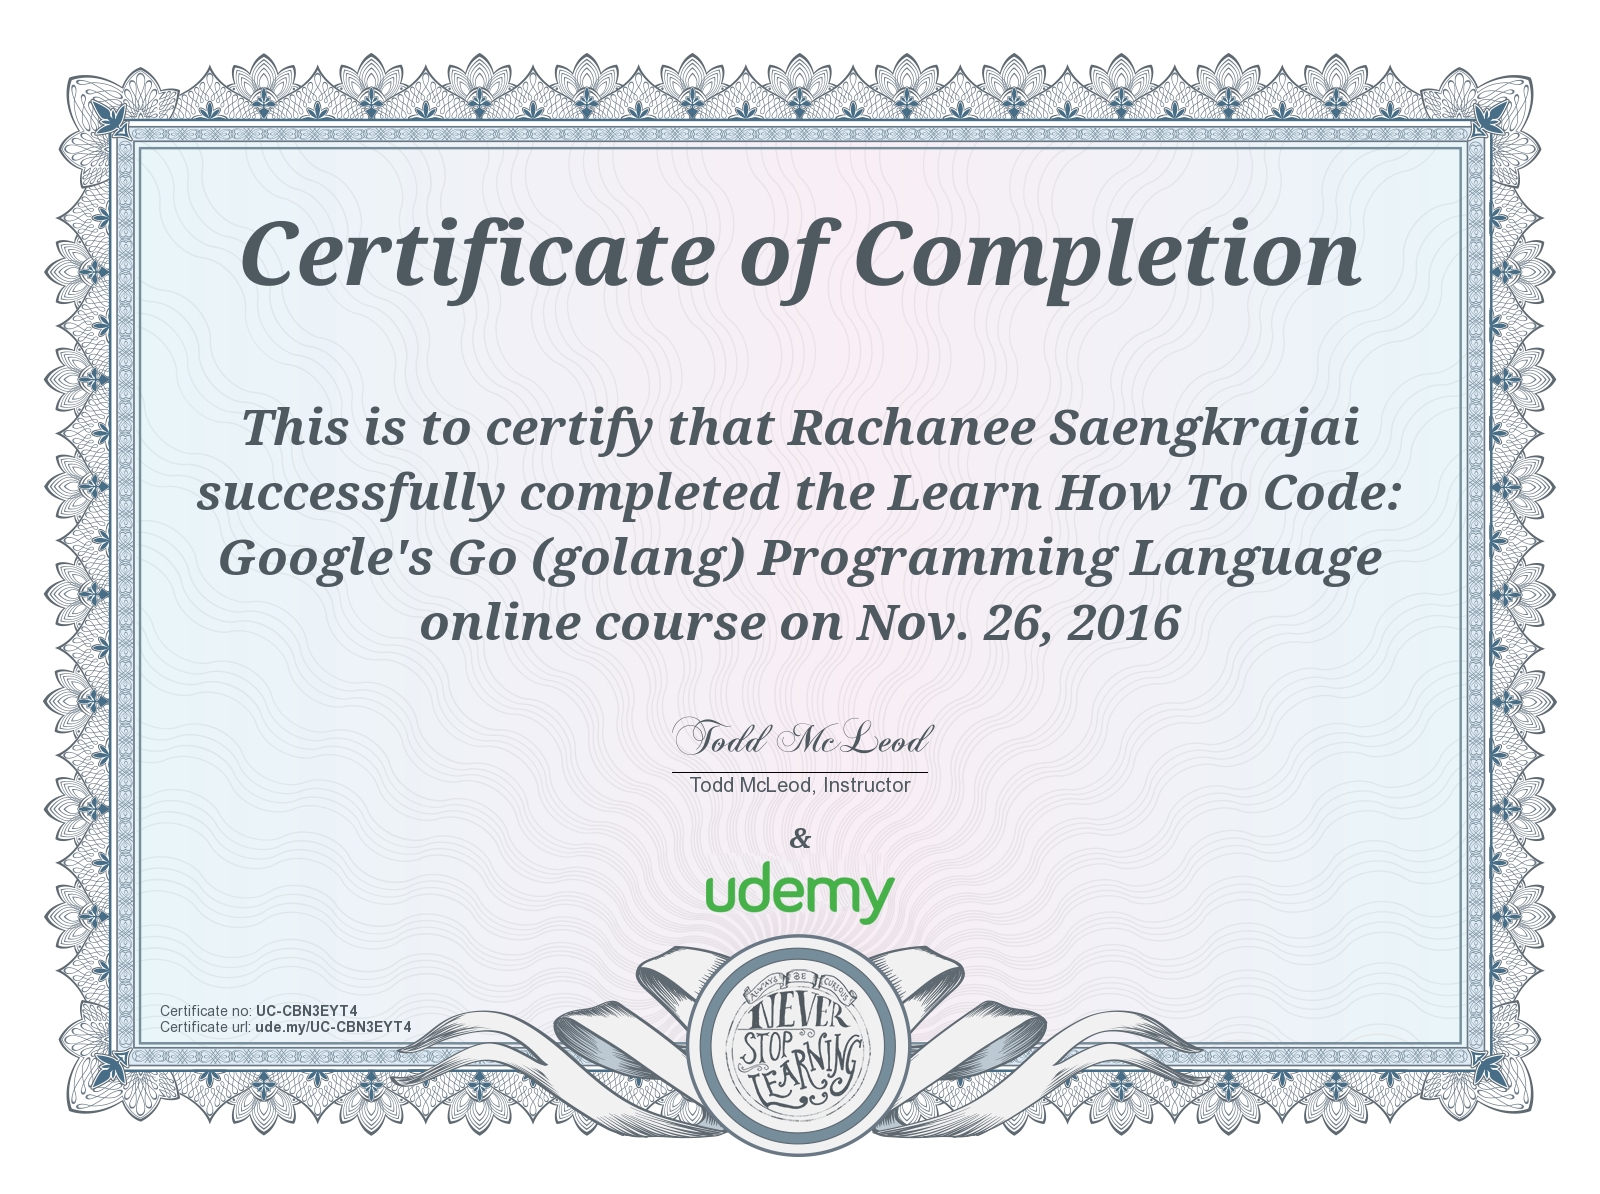 Certificate of Completion
This is to certify that Rachanee Saengkrajai
successfully completed the Learn How To Code:
Google's Go (golang) Programming Language
online course on Nov. 26, 2016
Todd McLeod
Todd McLeod, Instructor
&
udemy
Certificate no: UC-CBN3EYT4
Certificate url: ude.my/UC-CBN3EYT4
ALWAYS BE CURIOUS
NEVER
STOP
LEARNING